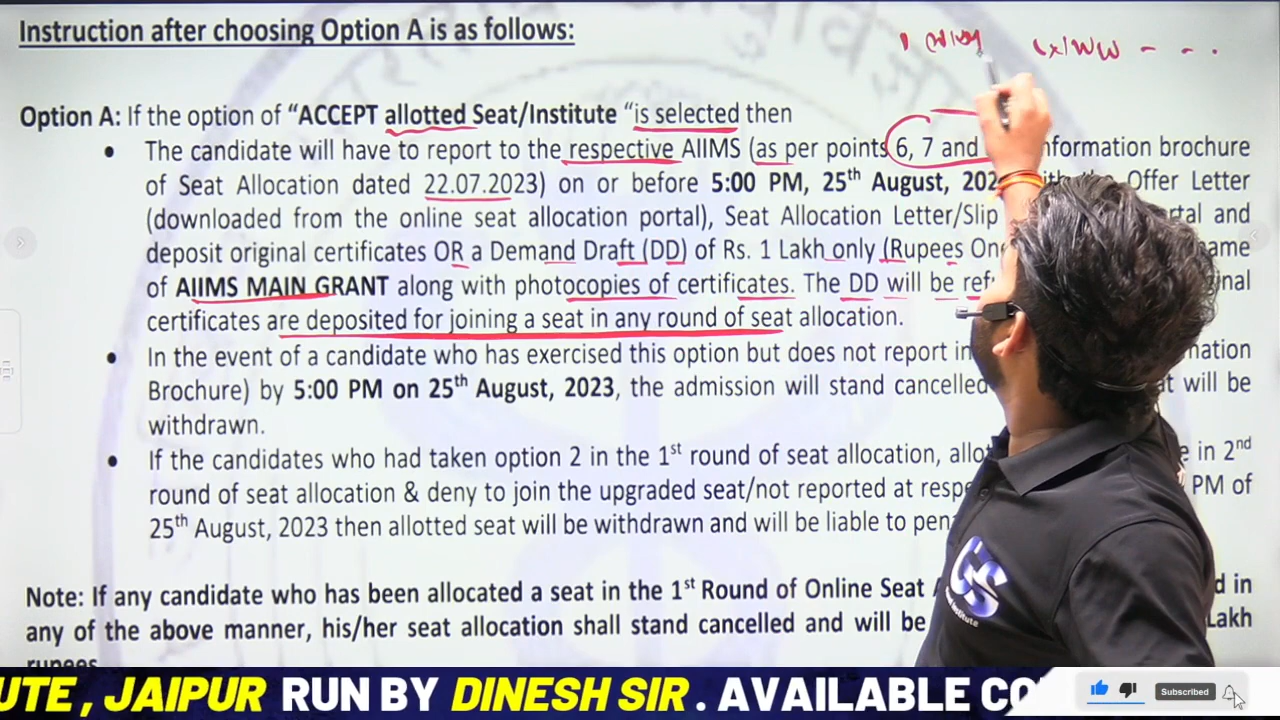 Instruction after choosing Option A is as follows:
Option A: If the option of “ACCEPT allotted Seat/Institute “is selected then
• The candidate will have to report to the respective AIIMS (as per points 6, 7 and nformation brochure
of Seat Allocation dated 22.07.2023) on or before 5:00 PM, 25th August, 202 Offer Letter
(downloaded from the online seat allocation portal), Seat Allocation Letter/Slip rtal and
deposit original certificates OR a Demand Draft (DD) of Rs. 1 Lakh only (Rupees On ame
of AIIMS MAIN GRANT along with photocopies of certificates. The DD will be ref nal
certificates are deposited for joining a seat in any round of seat allocation.
• In the event of a candidate who has exercised this option but does not report in mation
Brochure) by 5:00 PM on 25th August, 2023, the admission will stand cancelled at will be
withdrawn.
• If the candidates who had taken option 2 in the 1st round of seat allocation, allo e in 2nd
round of seat allocation & deny to join the upgraded seat/not reported at resp PM of
25th August, 2023 then allotted seat will be withdrawn and will be liable to pen
Note: If any candidate who has been allocated a seat in the 1st Round of Online Seat d in
any of the above manner, his/her seat allocation shall stand cancelled and will be Lakh
rupees
UTE , JAIPUR RUN BY DINESH SIR . AVAILABLE CO
Subscribed